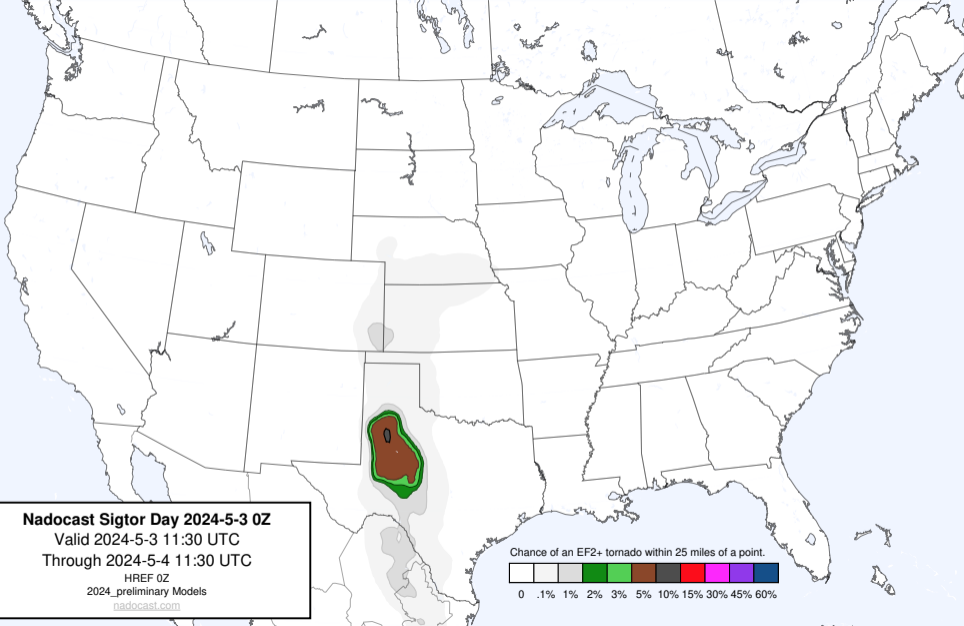 Nadocast Sigtor Day 2024-5-3 0Z
Valid 2024-5-3 11:30 UTC
Through 2024-5-4 11:30 UTC
HREF 0Z
2024_preliminary Models
nadocast.com
Chance of an EF2+ tornado within 25 miles of a point.
0 .1% 1% 2% 3% 5% 10% 15% 30% 45% 60%